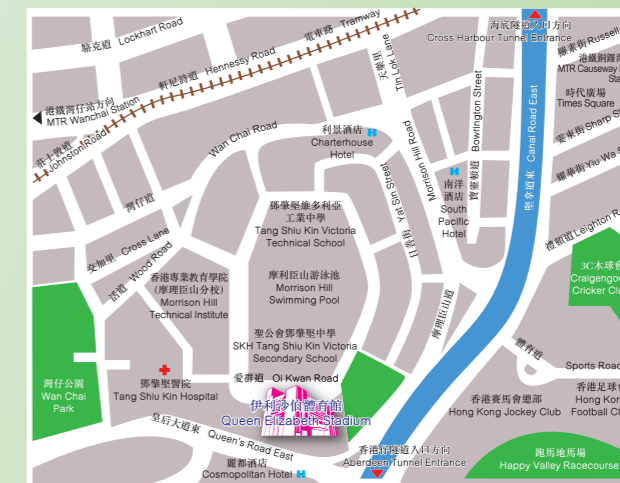 駱克道 Lockhart Road
軒尼詩道 Hennessy Road
電車路 Tramway
天樂里
Tin Lok Lane
海底隧道入口方向
Cross Harbour Tunnel Entrance
羅素街 Russell
港鐵銅鑼灣
MTR Causeway
時代廣場
Times Square
霎東街 Sharp S
耀華街 Yiu Wa S
港鐵灣仔站方向
MTR Wanchai Station
莊士敦道
Johnston Road
Wan Chai Road
灣仔道
利景酒店
Charterhouse
Hotel
H
Morrison Hill Road
摩理臣山道
寶靈頓道 Bowrington Street
堅拿道東 Canal Road East
H
南洋
酒店
South
Pacific
Hotel
日善街 Yat Sin Street
禮頓道 Leighton R
鄧肇堅維多利亞
工業中學
Tang Shiu Kin Victoria
Technical School
交加里 Cross Lane
活道 Wood Road
香港專業教育學院
(摩理臣山分校)
Morrison Hill
Technical Institute
摩利臣山游泳池
Morrison Hill
Swimming Pool
3C木球會
Craigengow
Cricker Clu
聖公會鄧肇堅中學
SKH Tang Shiu Kin Victoria
Secondary School
體育道
Sports Road
灣仔公園
Wan Chai
Park
鄧肇堅醫院
Tang Shiu Kin Hospital
愛群道 Oi Kwan Road
伊利沙伯體育館
Queen Elizabeth Stadium
香港賽馬會總部
Hong Kong Jockey Club
香港足球會
Hong Kon
Football Cl
皇后大道東 Queen's Road East
麗都酒店
Cosmopolitan Hotel H
香港仔隧道入口方向
Aberdeen Tunnel Entrance
跑馬地馬場
Happy Valley Racecourse